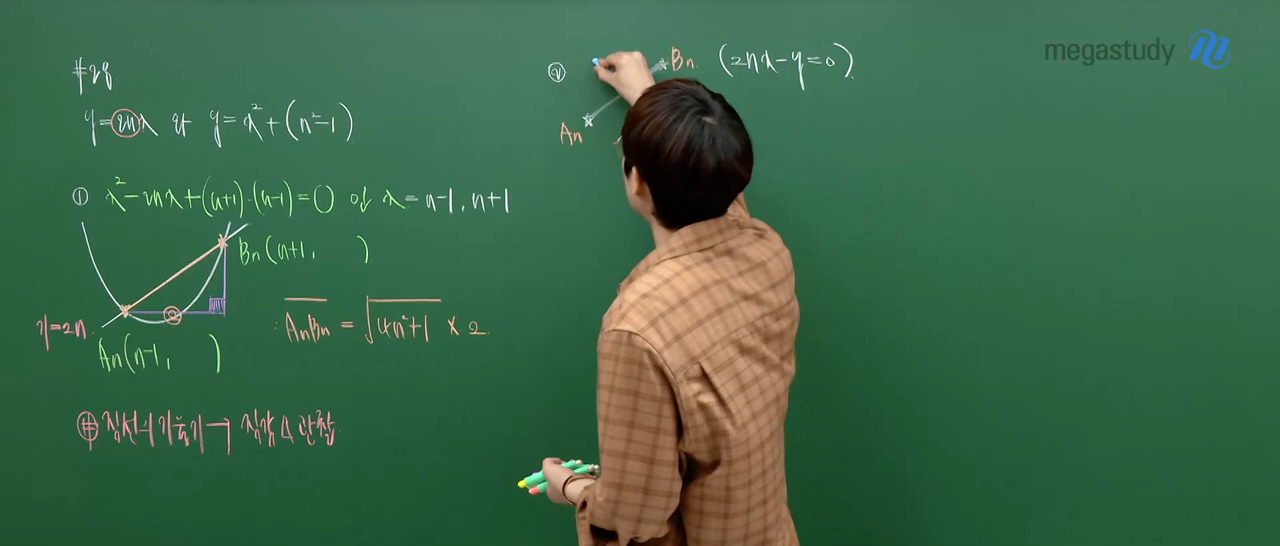 #28
y=2nx 와 y=x²+(n²-1)
① x²-2nx+(n+1)·(n-1)=0 에 x=n-1, n+1
Bn(n+1, )
AnBn = √4n²+1 × 2
기=2n
An(n-1, )
# 직선의 기울기 → 직각△ 관찰
②
Bn (2nx-y=0)
An
megastudy